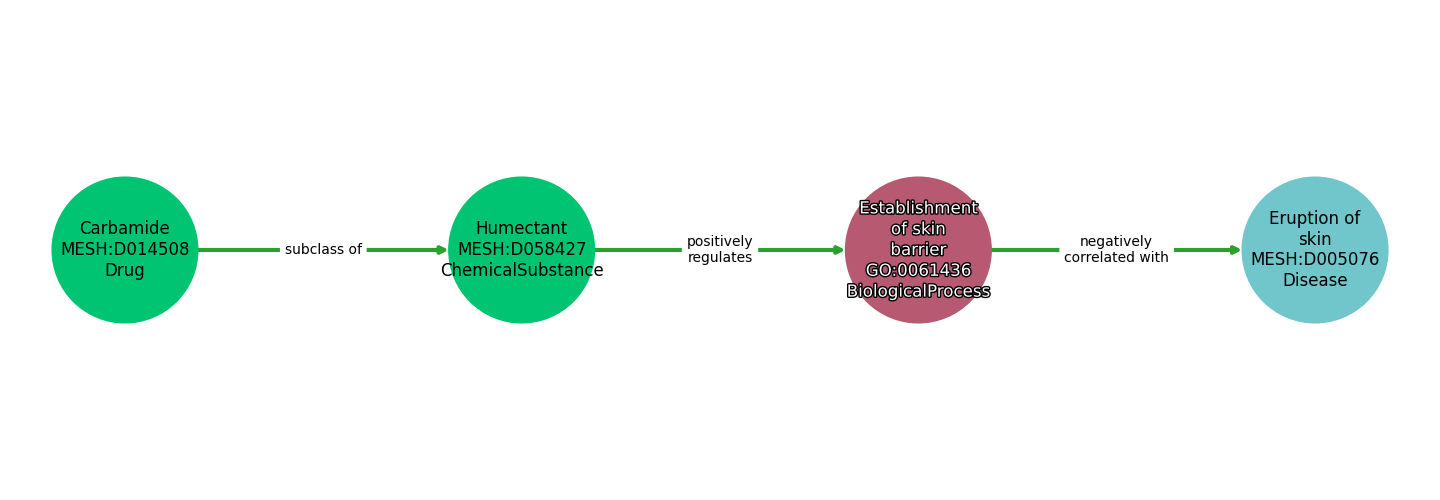 Carbamide
MESH:D014508
Drug
subclass of
Humectant
MESH:D058427
ChemicalSubstance
positively
regulates
Establishment
of skin
barrier
GO:0061436
BiologicalProcess
negatively
correlated with
Eruption of
skin
MESH:D005076
Disease